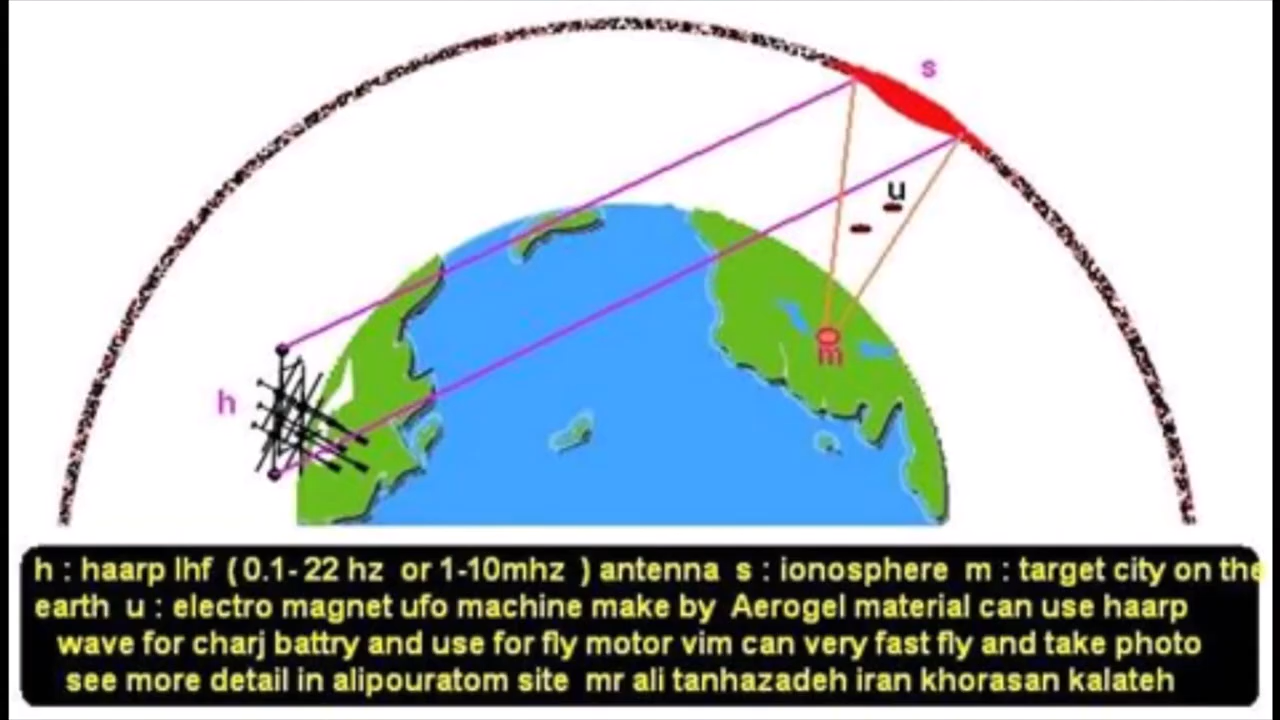 s
u
m
h
h : haarp lhf ( 0.1- 22 hz or 1-10mhz ) antenna s : ionosphere m : target city on the
earth u : electro magnet ufo machine make by Aerogel material can use haarp
wave for charj battry and use for fly motor vim can very fast fly and take photo
see more detail in alipouratom site mr ali tanhazadeh iran khorasan kalateh